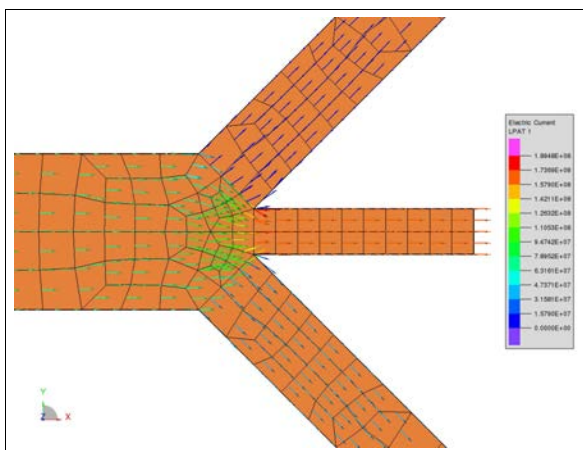 Electric Current
LPAT 1
1.8948E+08
1.7369E+08
1.5790E+08
1.4211E+08
1.2632E+08
1.1053E+08
9.4742E+07
7.8952E+07
6.3161E+07
4.7371E+07
3.1581E+07
1.5790E+07
0.0000E+00
Y
Z
X